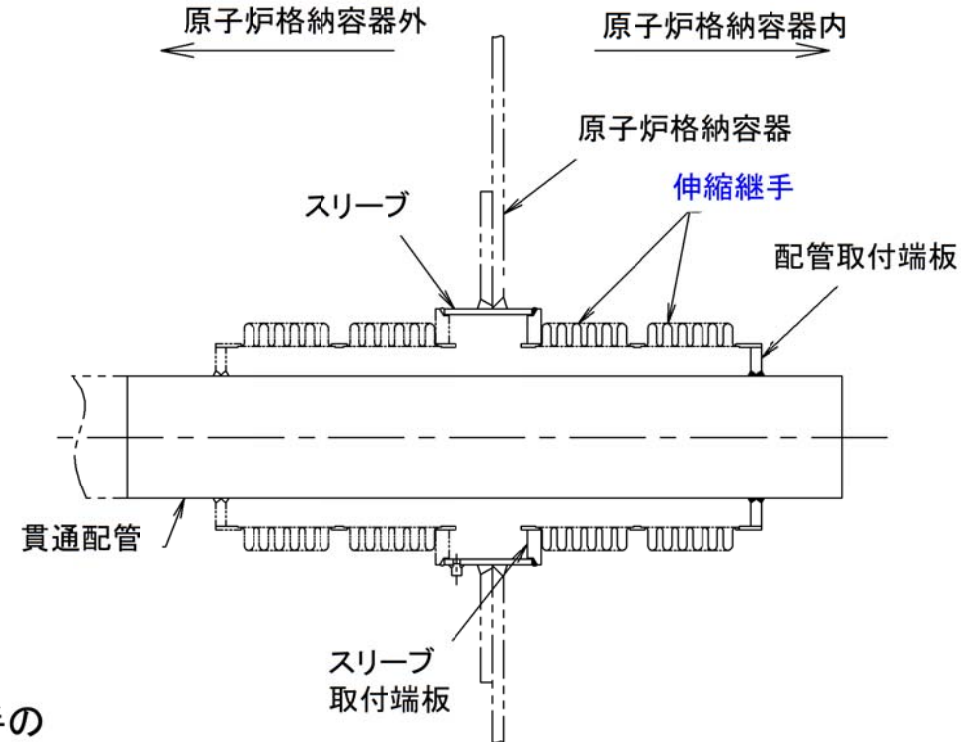 原子炉格納容器外
原子炉格納容器内
原子炉格納容器
伸縮継手
スリーブ
配管取付端板
貫通配管
スリーブ
取付端板
の